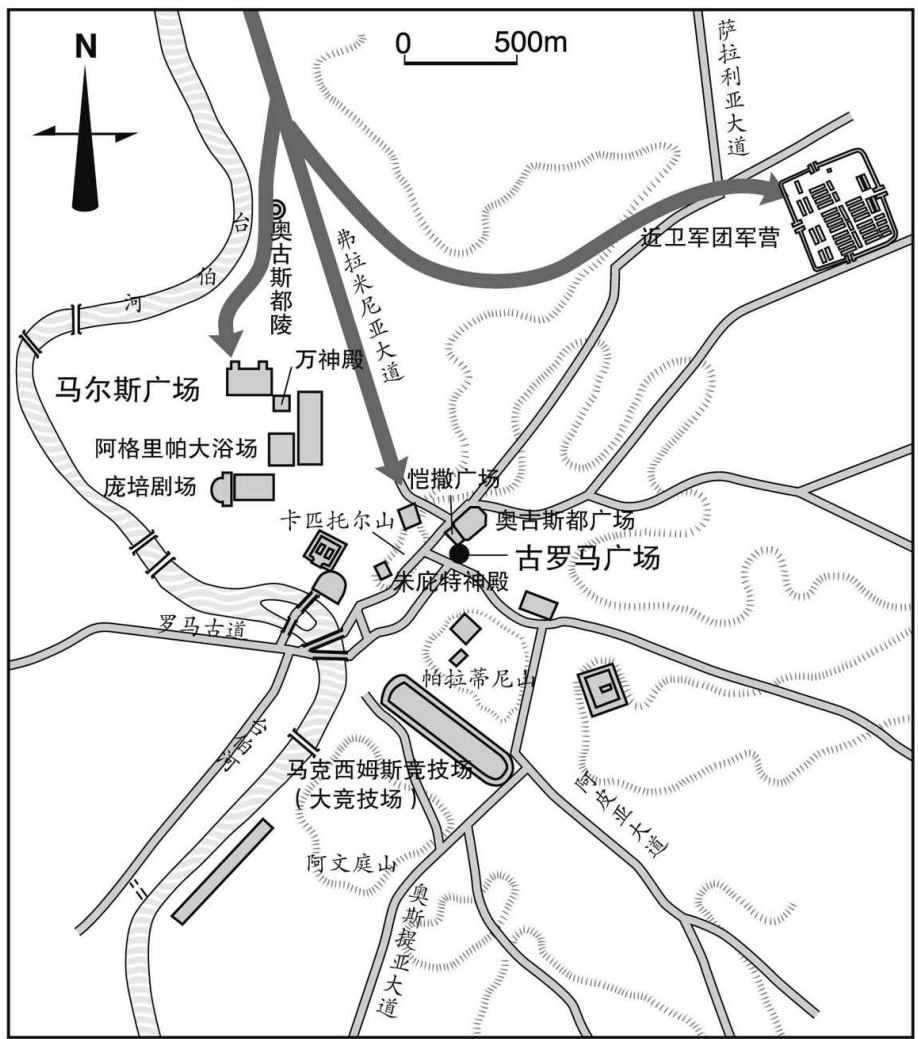 N
0 500m
萨拉利亚大道
近卫军团军营
台伯河
奥古斯都陵
弗拉米尼亚大道
万神殿
马尔斯广场
阿格里帕大浴场
庞培剧场
恺撒广场
卡匹托尔山
奥古斯都广场
古罗马广场
朱庇特神殿
罗马古道
帕拉蒂尼山
台伯河
马克西姆斯竞技场
(大竞技场)
阿皮亚大道
阿文庭山
奥斯提亚大道